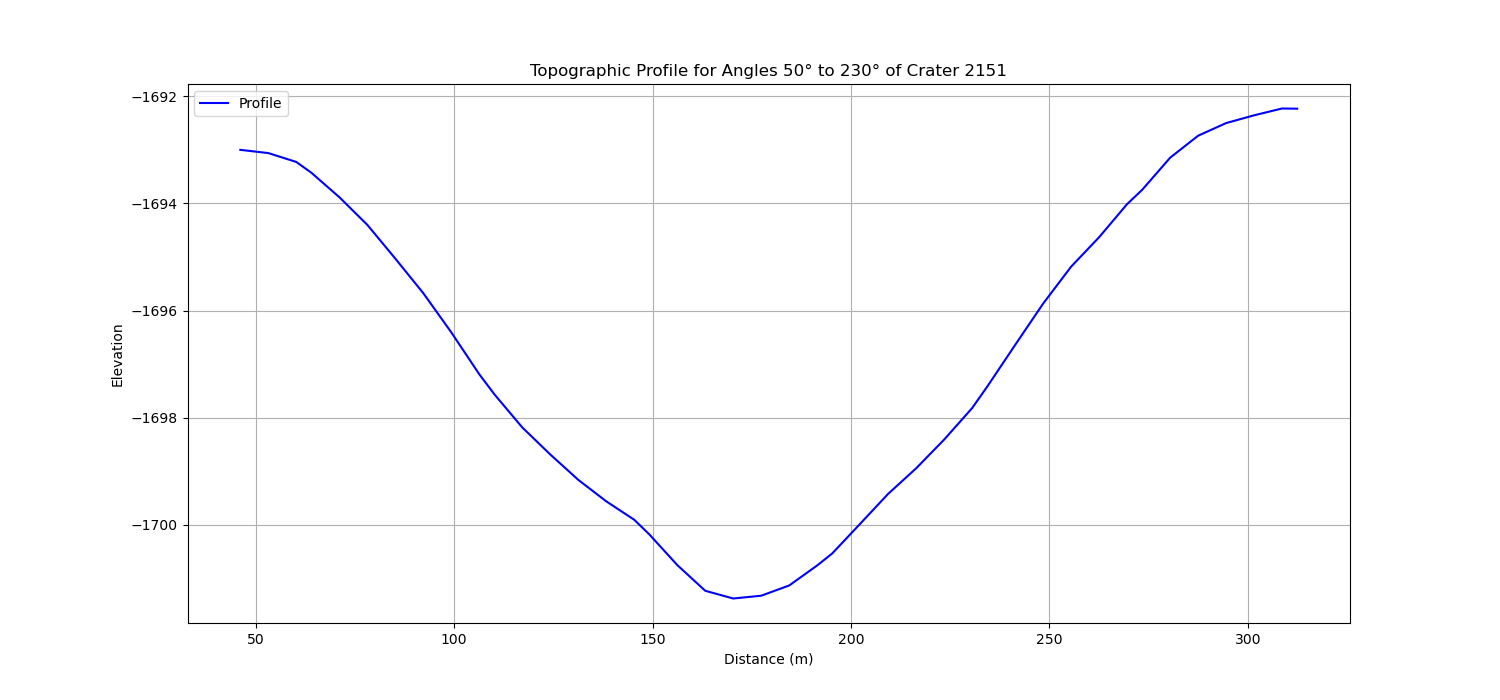 Topographic Profile for Angles 50° to 230° of Crater 2151
Profile
−1692
−1694
−1696
−1698
−1700
Elevation
50 100 150 200 250 300
Distance (m)